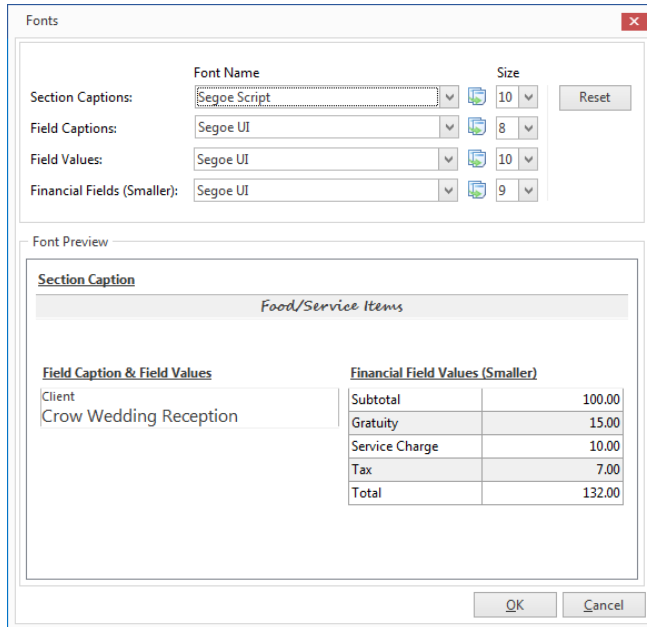 Fonts
Font Name Size
Section Captions: Segoe Script 10 Reset
Field Captions: Segoe UI 8
Field Values: Segoe UI 10
Financial Fields (Smaller): Segoe UI 9
Font Preview
Section Caption
Food/Service Items
Field Caption & Field Values
Client
Crow Wedding Reception
Financial Field Values (Smaller)
Subtotal 100.00
Gratuity 15.00
Service Charge 10.00
Tax 7.00
Total 132.00
OK Cancel